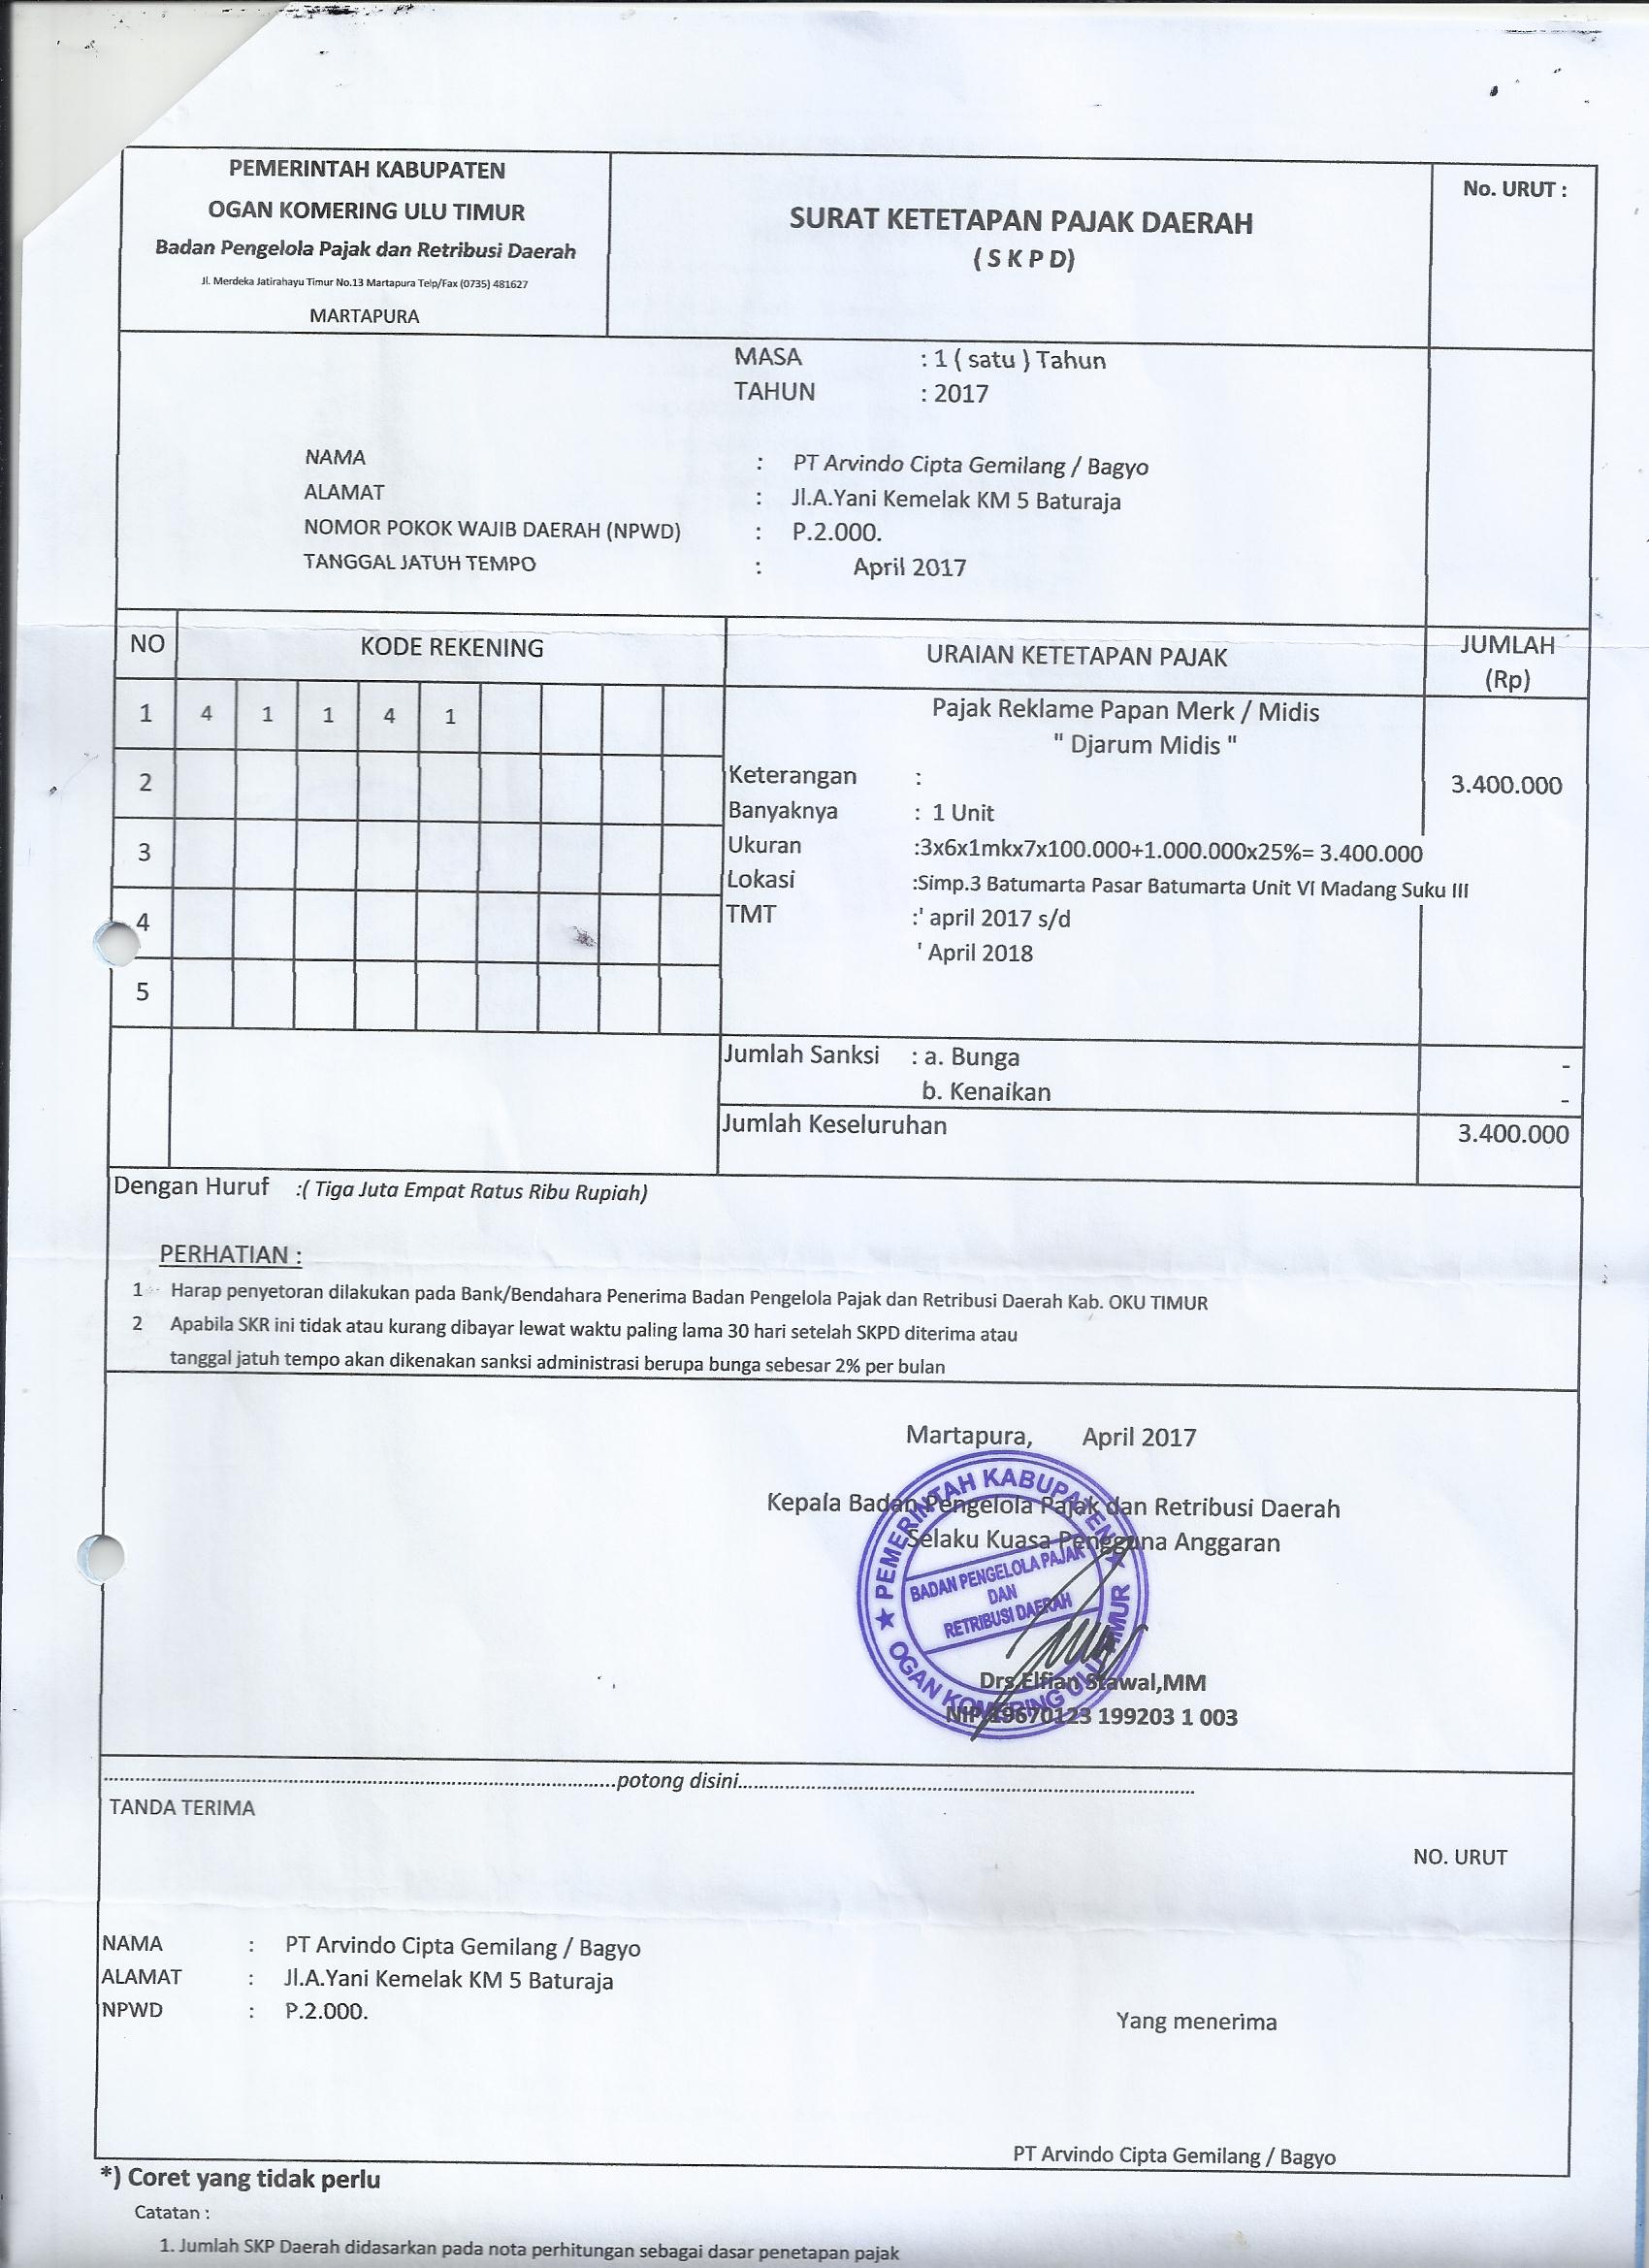 PEMERINTAH KABUPATEN
OGAN KOMERING ULU TIMUR
Badan Pengelola Pajak dan Retribusi Daerah
Jl. Merdeka Jatirahayu Timur No.13 Martapura Telp/Fax (0735) 481627
MARTAPURA
SURAT KETETAPAN PAJAK DAERAH
( S K P D)
No. URUT :
MASA : 1 ( satu ) Tahun
TAHUN : 2017
NAMA : PT Arvindo Cipta Gemilang / Bagyo
ALAMAT : Jl.A.Yani Kemelak KM 5 Baturaja
NOMOR POKOK WAJIB DAERAH (NPWD) : P.2.000.
TANGGAL JATUH TEMPO : April 2017
NO KODE REKENING URAIAN KETETAPAN PAJAK JUMLAH
(Rp)
1 4 1 1 4 1 Pajak Reklame Papan Merk / Midis
" Djarum Midis "
2 Keterangan : 3.400.000
Banyaknya : 1 Unit
3 Ukuran :3x6x1mkx7x100.000+1.000.000x25%= 3.400.000
Lokasi :Simp.3 Batumarta Pasar Batumarta Unit VI Madang Suku III
4 TMT :' april 2017 s/d
' April 2018
5
Jumlah Sanksi : a. Bunga -
b. Kenaikan -
Jumlah Keseluruhan 3.400.000
Dengan Huruf :( Tiga Juta Empat Ratus Ribu Rupiah)
PERHATIAN :
1 Harap penyetoran dilakukan pada Bank/Bendahara Penerima Badan Pengelola Pajak dan Retribusi Daerah Kab. OKU TIMUR
2 Apabila SKR ini tidak atau kurang dibayar lewat waktu paling lama 30 hari setelah SKPD diterima atau
tanggal jatuh tempo akan dikenakan sanksi administrasi berupa bunga sebesar 2% per bulan
Martapura, April 2017
Kepala Badan Pengelola Pajak dan Retribusi Daerah
Selaku Kuasa Pengguna Anggaran
PEMERINTAH KABUPATEN
BADAN PENGELOLA PAJAK
DAN
RETRIBUSI DAERAH
OGAN KOMERING ULU TIMUR
Drs.Elfian Stawal,MM
NIP 19670123 199203 1 003
potong disini
TANDA TERIMA
NO. URUT
NAMA : PT Arvindo Cipta Gemilang / Bagyo
ALAMAT : Jl.A.Yani Kemelak KM 5 Baturaja
NPWD : P.2.000.
Yang menerima
PT Arvindo Cipta Gemilang / Bagyo
*) Coret yang tidak perlu
Catatan :
1. Jumlah SKP Daerah didasarkan pada nota perhitungan sebagai dasar penetapan pajak